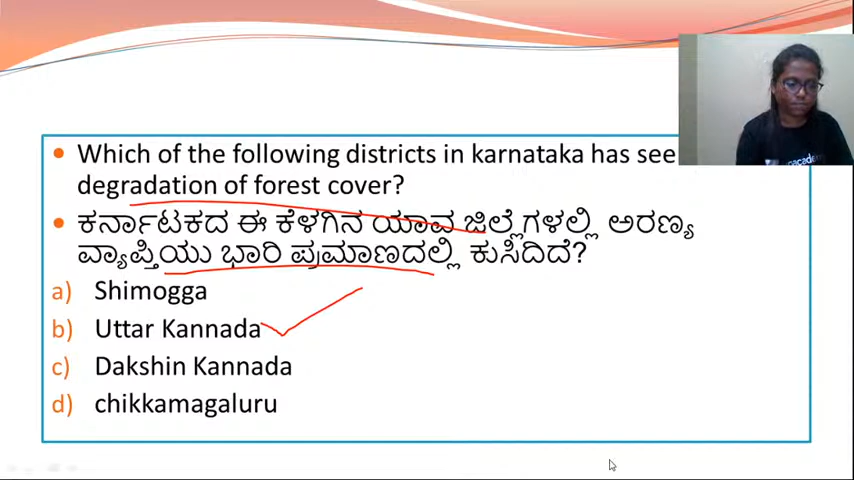 Which of the following districts in karnataka has see
degradation of forest cover?
ಕರ್ನಾಟಕದ ಈ ಕೆಳಗಿನ ಯಾವ ಜಿಲ್ಲೆಗಳಲ್ಲಿ ಅರಣ್ಯ
ವ್ಯಾಪ್ತಿಯು ಭಾರಿ ಪ್ರಮಾಣದಲ್ಲಿ ಕುಸಿದಿದೆ?
a) Shimogga
b) Uttar Kannada
c) Dakshin Kannada
d) chikkamagaluru